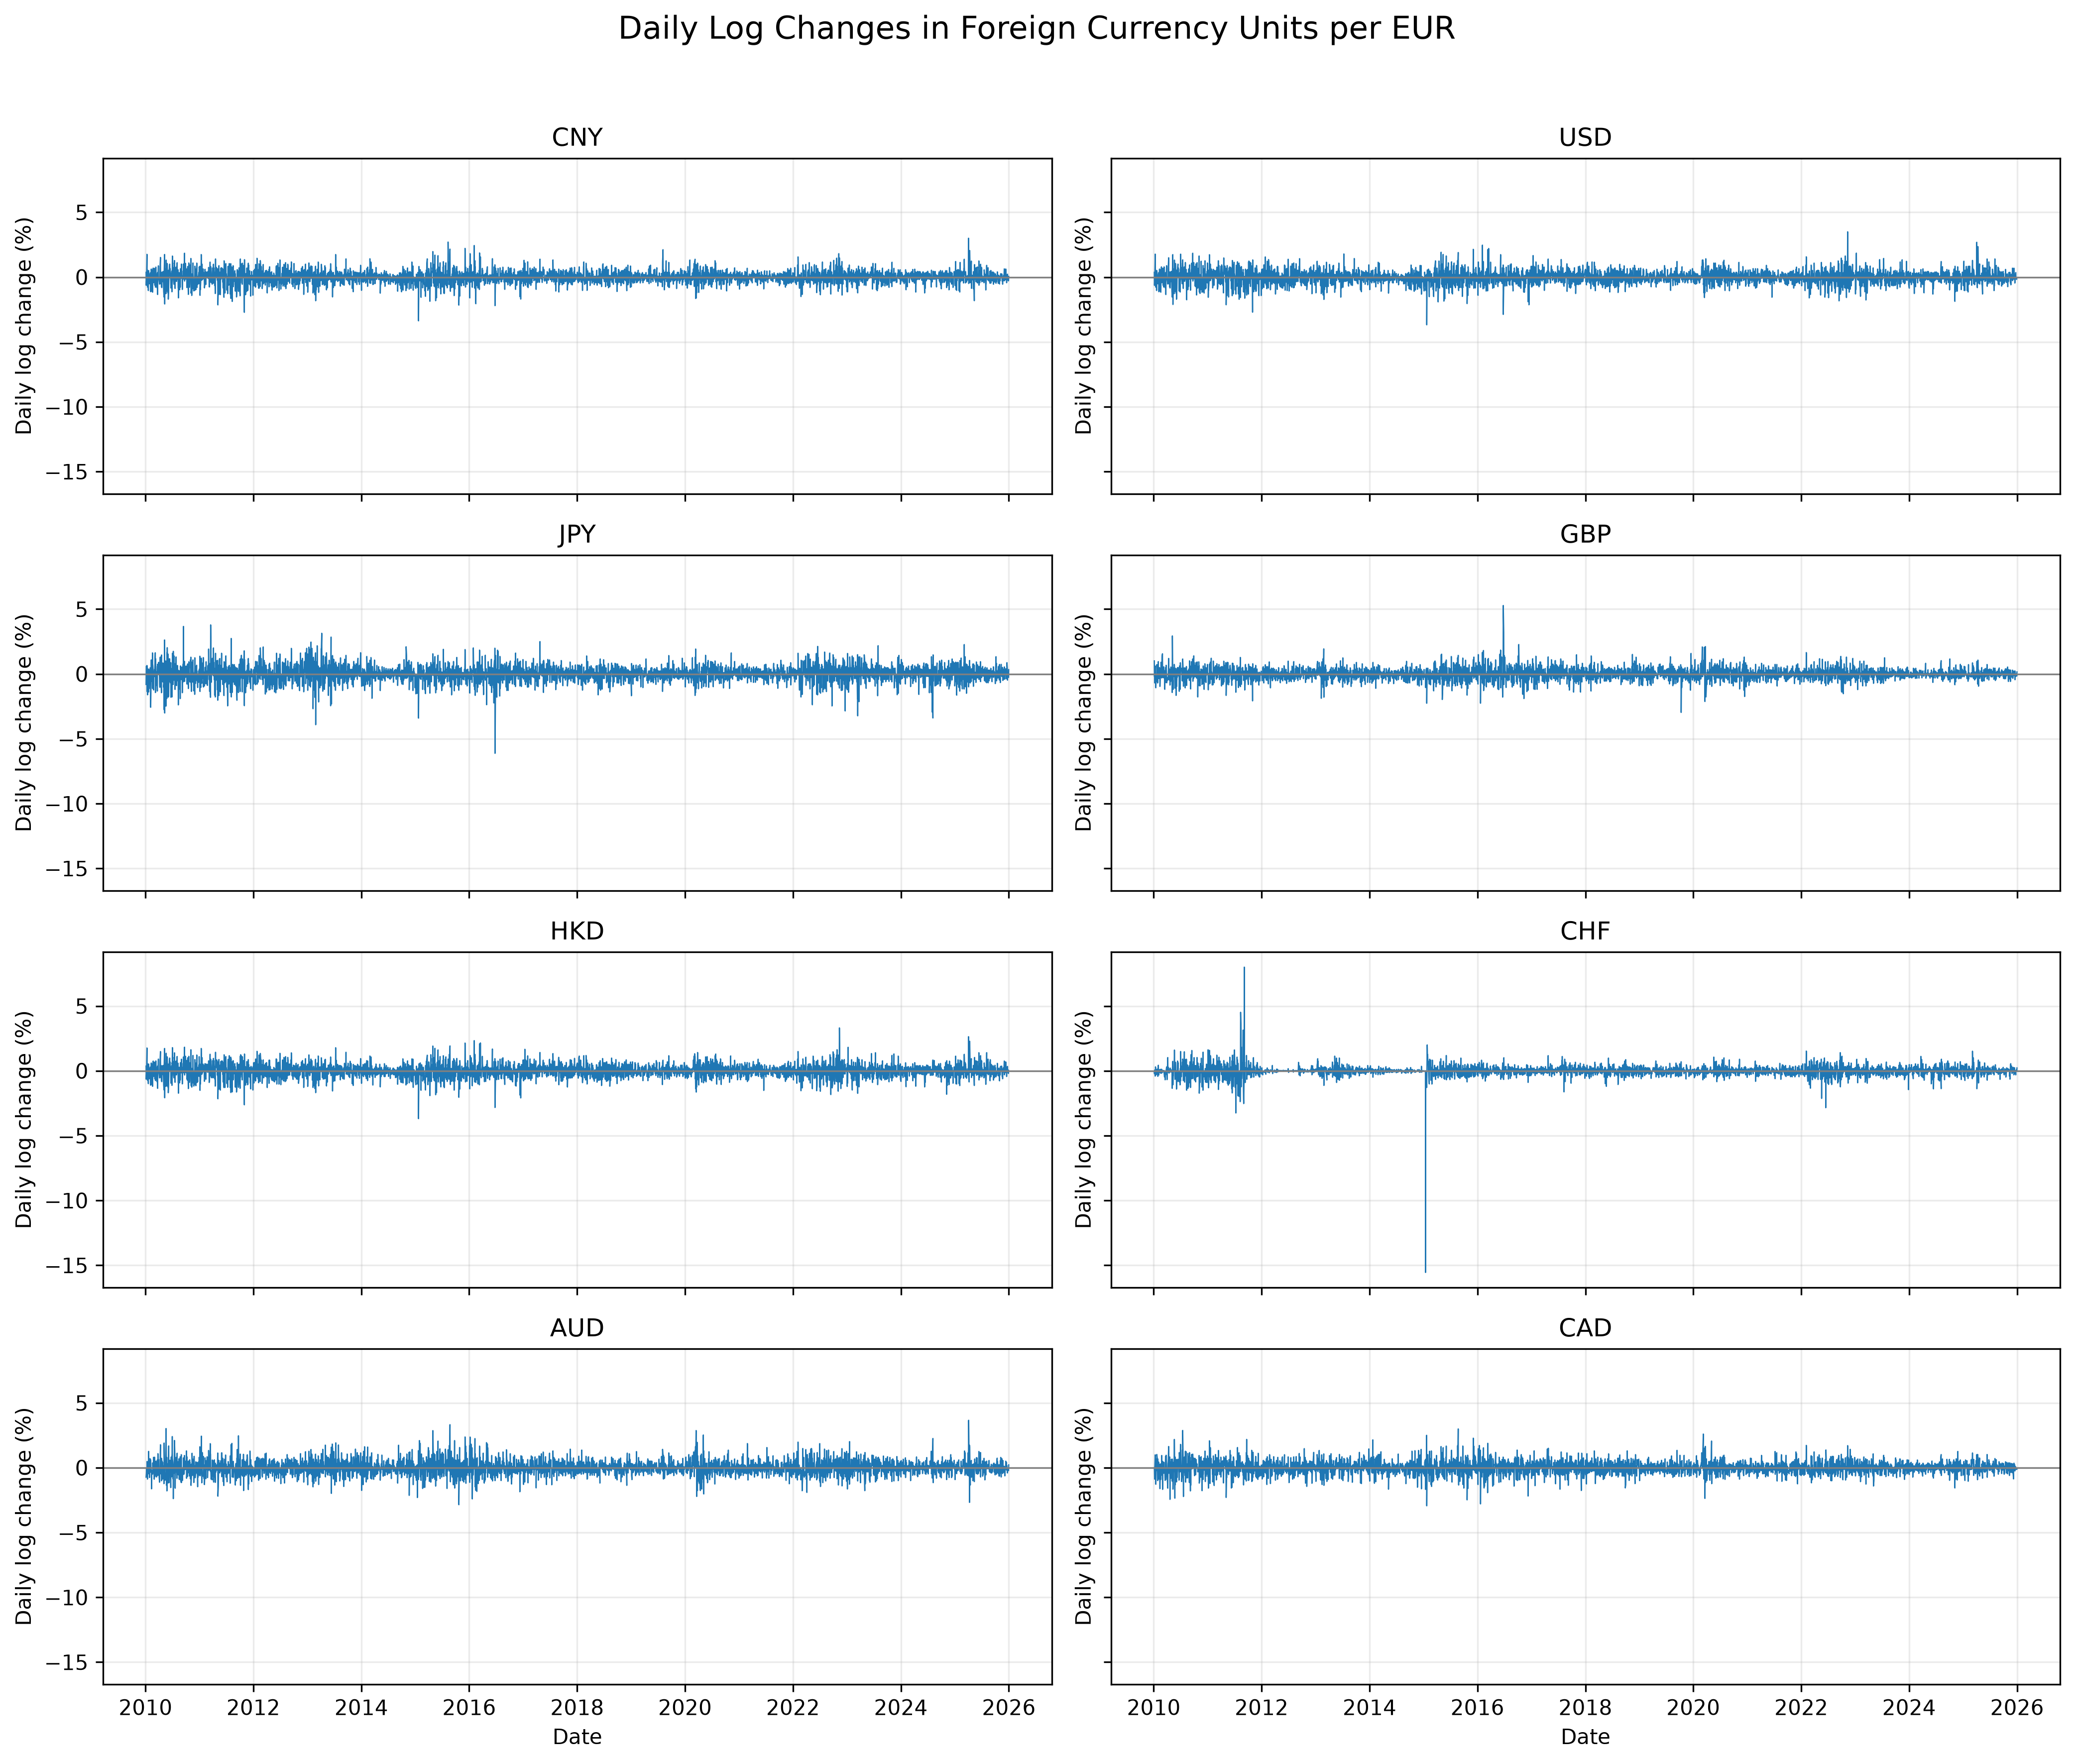 Daily Log Changes in Foreign Currency Units per EUR
CNY
Daily log change (%)
5
0
−5
−10
−15
USD
Daily log change (%)
JPY
Daily log change (%)
5
0
−5
−10
−15
GBP
Daily log change (%)
HKD
Daily log change (%)
5
0
−5
−10
−15
CHF
Daily log change (%)
AUD
Daily log change (%)
5
0
−5
−10
−15
2010 2012 2014 2016 2018 2020 2022 2024 2026
Date
CAD
Daily log change (%)
2010 2012 2014 2016 2018 2020 2022 2024 2026
Date